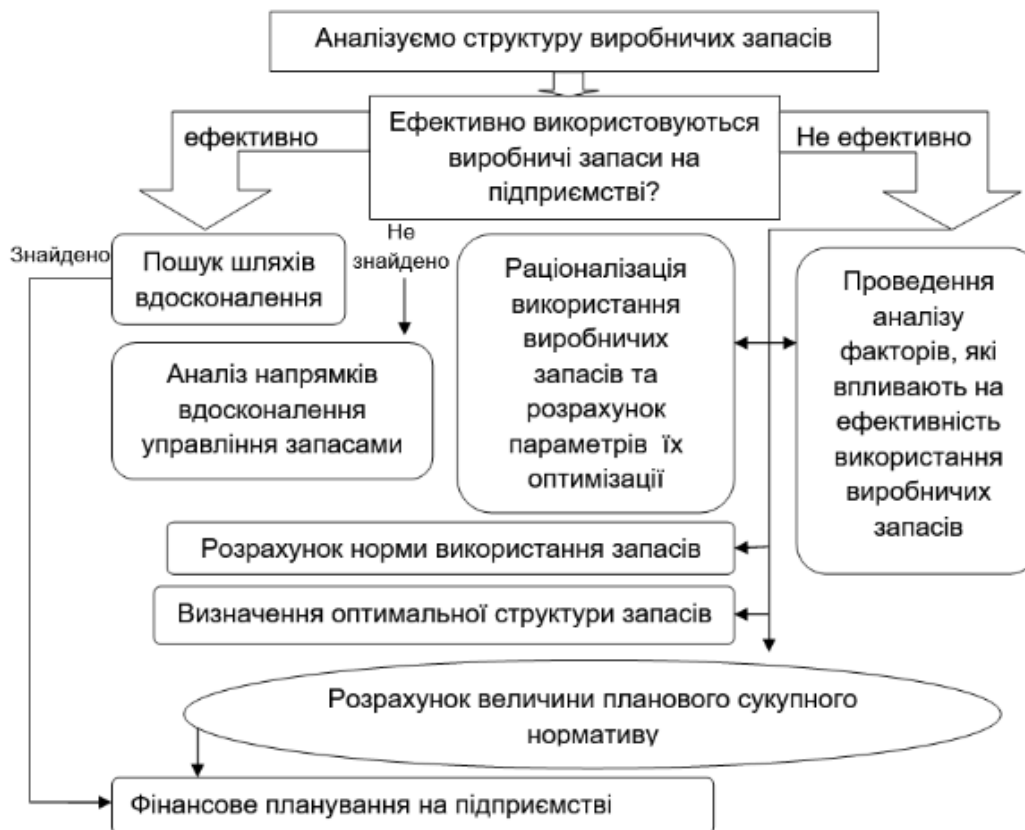 Аналізуємо структуру виробничих запасів
ефективно
Ефективно використовуються
виробничі запаси на
підприємстві?
Не ефективно
Знайдено
Пошук шляхів
вдосконалення
Не
знайдено
Аналіз напрямків
вдосконалення
управління запасами
Раціоналізація
використання
виробничих
запасів та
розрахунок
параметрів їх
оптимізації
Проведення
аналізу
факторів, які
впливають на
ефективність
використання
виробничих
запасів
Розрахунок норми використання запасів
Визначення оптимальної структури запасів
Розрахунок величини планового сукупного
нормативу
Фінансове планування на підприємстві